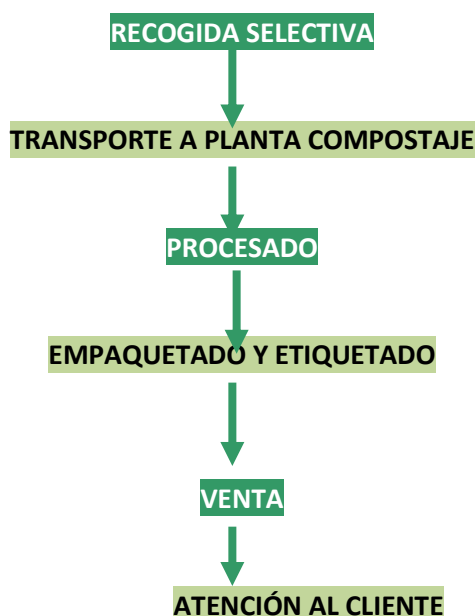 RECOGIDA SELECTIVA
TRANSPORTE A PLANTA COMPOSTAJE
PROCESADO
EMPAQUETADO Y ETIQUETADO
VENTA
ATENCIÓN AL CLIENTE